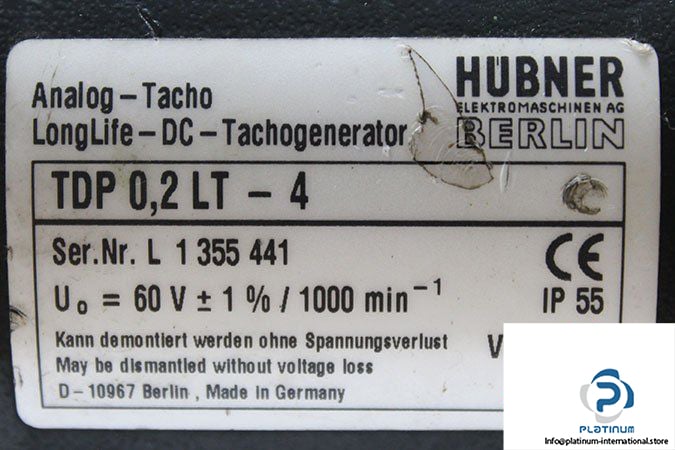 Analog-Tacho
LongLife-DC-Tachogenerator
HÜBNER
ELEKTROMASCHINEN AG
BERLIN
TDP 0,2 LT - 4
Ser.Nr. L 1 355 441
CE
U₀ = 60 V ± 1 % / 1000 min⁻¹
IP 55
Kann demontiert werden ohne Spannungsverlust
May be dismantled without voltage loss
D-10967 Berlin, Made in Germany
PLATINUM
Info@platinum-international.store